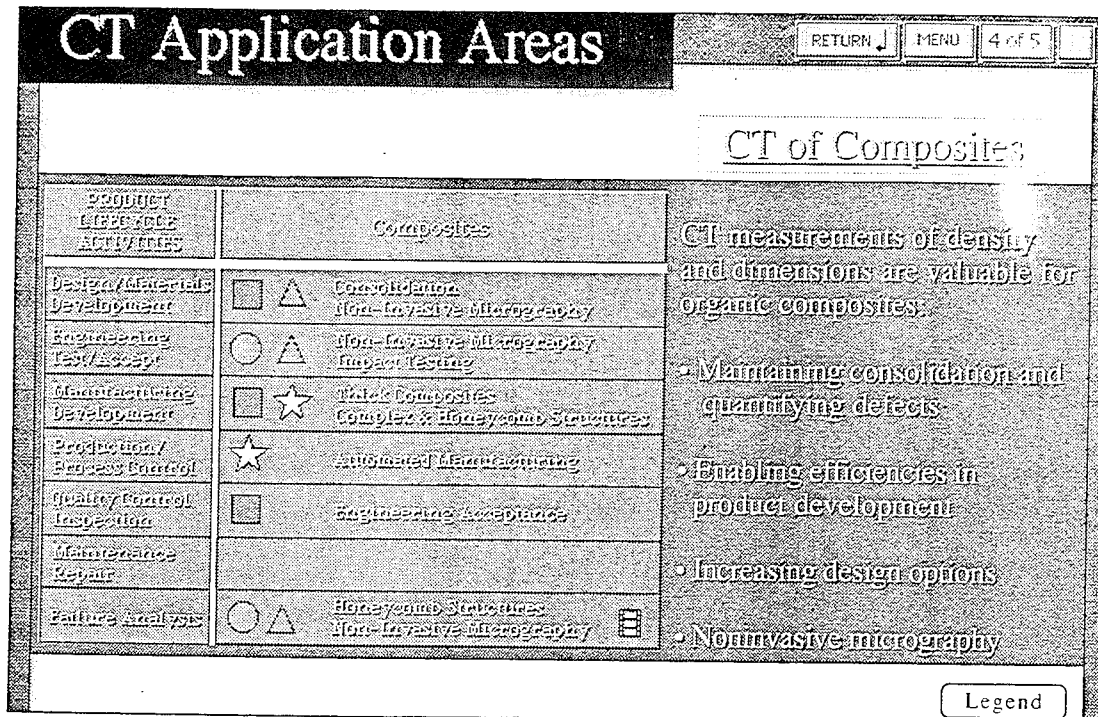 CT Application Areas
RETURN
MENU
4 of 5
CT of Composites
PRODUCT
LIFECYCLE
ACTIVITIES
Composites
Design/Materials
Development
Consolidation
Non-Invasive Micrography
Engineering
Test/Accept
Non-Invasive Micrography
Impact Testing
Manufacturing
Development
Thick Composites
Complex & Honeycomb Structures
Production/
Process Control
Automated Manufacturing
Quality Control
Inspection
Engineering Acceptance
Maintenance
Repair
Failure Analysis
Honeycomb Structures
Non-Invasive Micrography
CT measurements of density
and dimensions are valuable for
organic composites:
• Maintaining consolidation and
quantifying defects
• Enabling efficiencies in
product development
• Increasing design options
• Noninvasive micrography
Legend